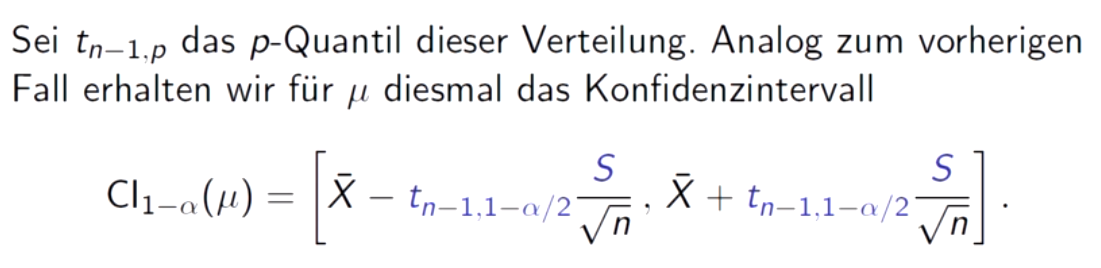 Sei t_{n−1,p} das p-Quantil dieser Verteilung. Analog zum vorherigen
Fall erhalten wir für μ diesmal das Konfidenzintervall
CI_{1−α}(μ) = [X̄ − t_{n−1,1−α/2} S/√n , X̄ + t_{n−1,1−α/2} S/√n] .